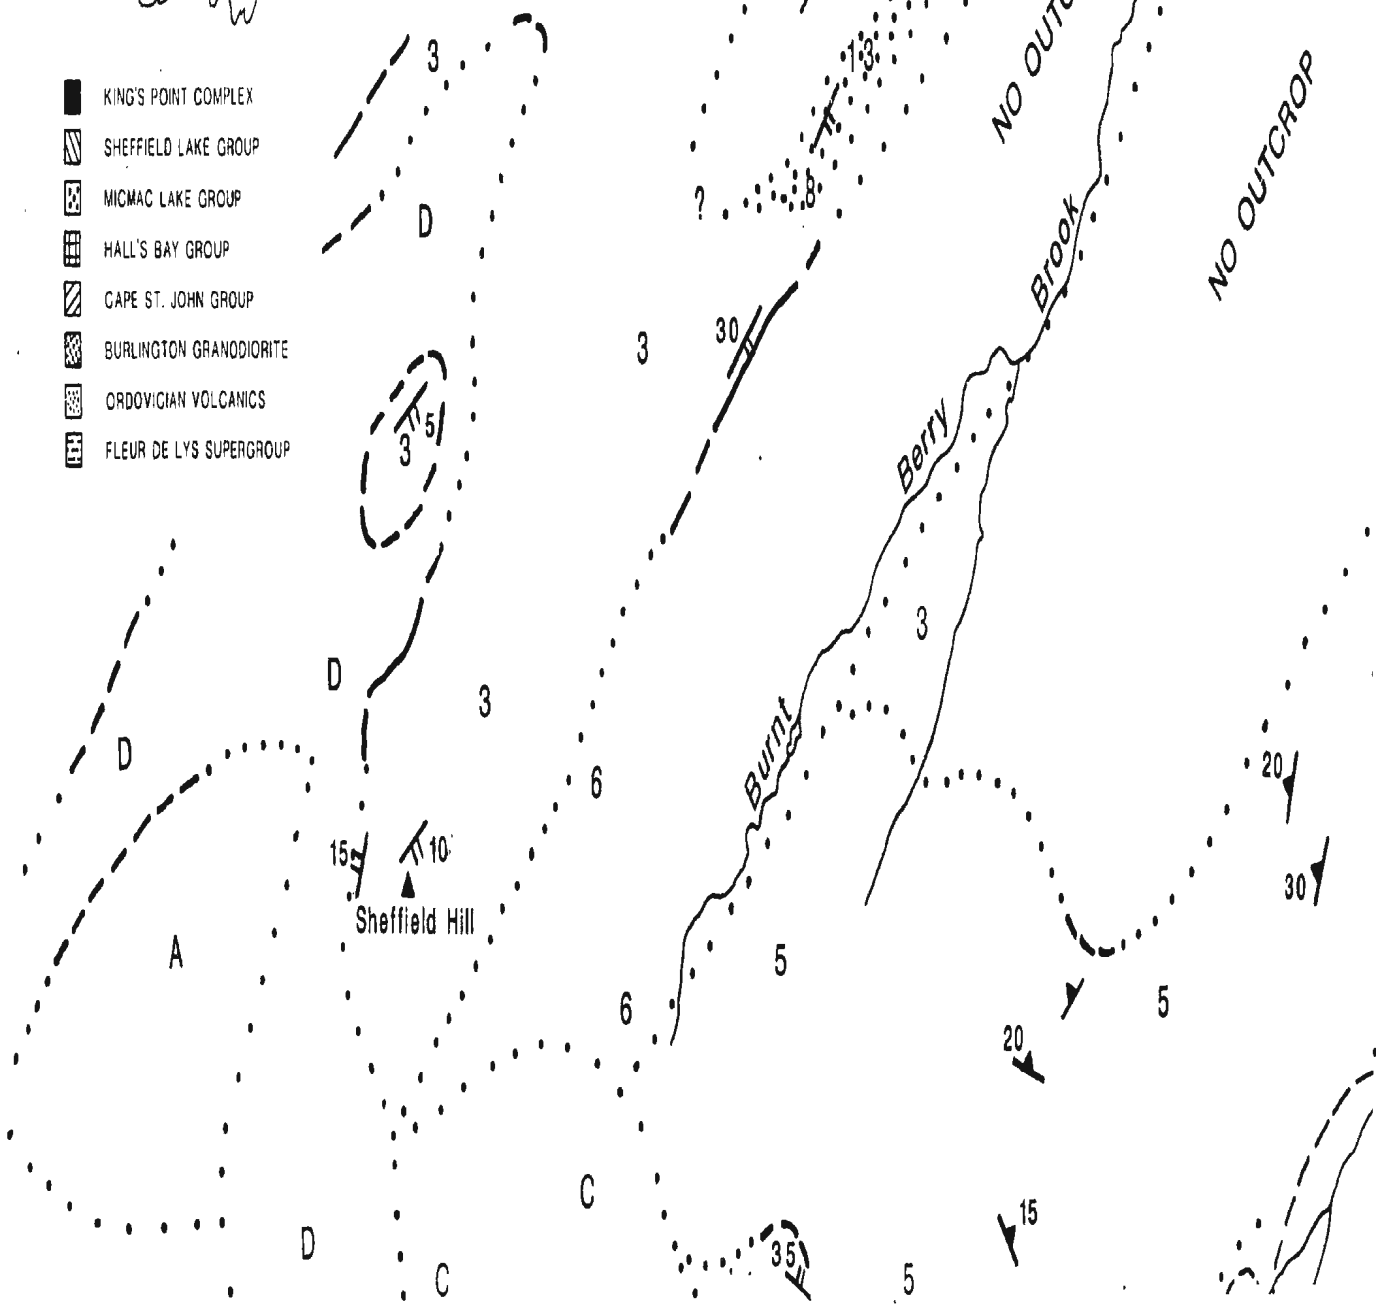 KING'S POINT COMPLEX
SHEFFIELD LAKE GROUP
MICMAC LAKE GROUP
HALL'S BAY GROUP
CAPE ST. JOHN GROUP
BURLINGTON GRANODIORITE
ORDOVICIAN VOLCANICS
FLEUR DE LYS SUPERGROUP
3
13
NO OUTC
NO OUTCROP
?
8
D
3
30
Brook
3
5
Berry
3
D
3
D
6
Burnt
20
15
10
30
Sheffield Hill
A
5
6
5
20
C
15
D
35
C
5